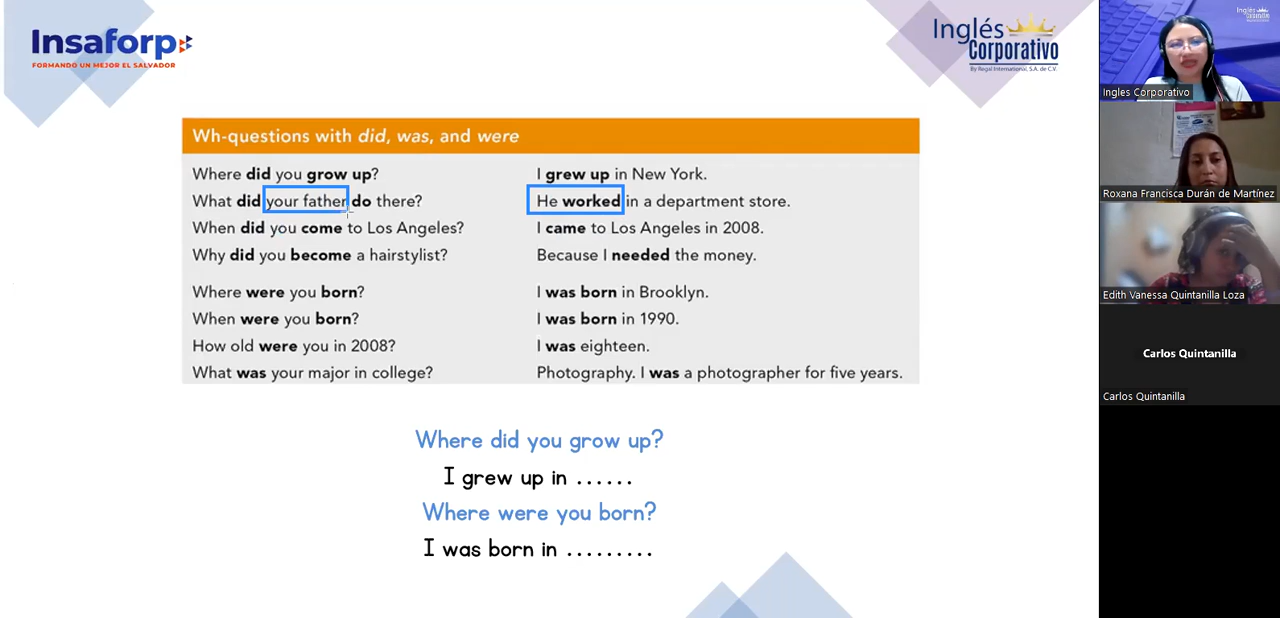 Insaforp
FORMANDO UN MEJOR EL SALVADOR
Inglés
Corporativo
By Regal International, S.A. de C.V.
Wh-questions with did, was, and were
Where did you grow up? I grew up in New York.
What did your father do there? He worked in a department store.
When did you come to Los Angeles? I came to Los Angeles in 2008.
Why did you become a hairstylist? Because I needed the money.
Where were you born? I was born in Brooklyn.
When were you born? I was born in 1990.
How old were you in 2008? I was eighteen.
What was your major in college? Photography. I was a photographer for five years.
Where did you grow up?
I grew up in ......
Where were you born?
I was born in .........
Inglés
Ingles Corporativo
Roxana Francisca Durán de Martínez
Edith Vanessa Quintanilla Loza
Carlos Quintanilla
Carlos Quintanilla